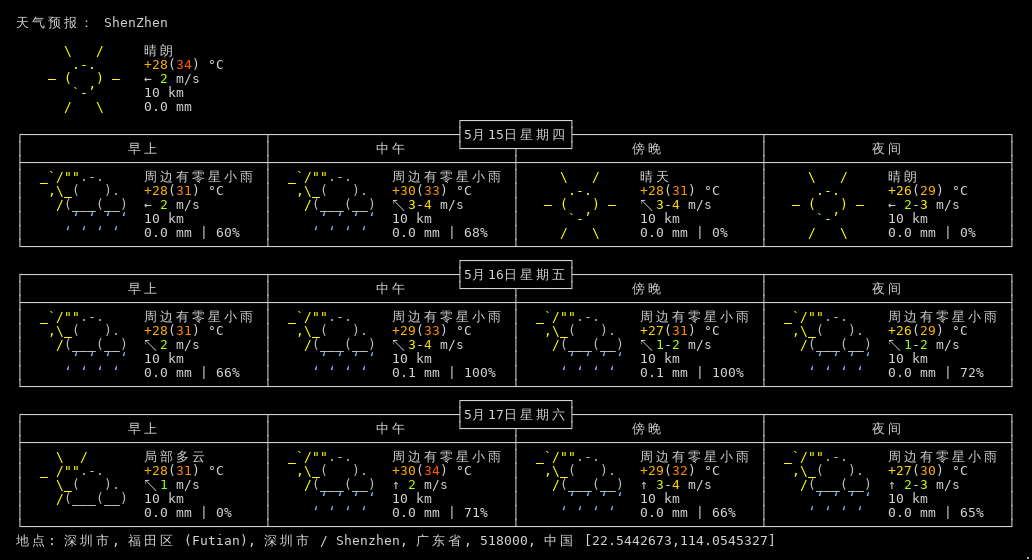 天气预报： ShenZhen
晴朗
+28(34) °C
← 2 m/s
10 km
0.0 mm
5月15日星期四
早上 中午 傍晚 夜间
周边有零星小雨 周边有零星小雨 晴天 晴朗
+28(31) °C +30(33) °C +28(31) °C +26(29) °C
← 2 m/s ↖ 3-4 m/s ↖ 3-4 m/s ← 2-3 m/s
10 km 10 km 10 km 10 km
0.0 mm | 60% 0.0 mm | 68% 0.0 mm | 0% 0.0 mm | 0%
5月16日星期五
早上 中午 傍晚 夜间
周边有零星小雨 周边有零星小雨 周边有零星小雨 周边有零星小雨
+28(31) °C +29(33) °C +27(31) °C +26(29) °C
↖ 2 m/s ↖ 3-4 m/s ↖ 1-2 m/s ↖ 1-2 m/s
10 km 10 km 10 km 10 km
0.0 mm | 66% 0.1 mm | 100% 0.1 mm | 100% 0.0 mm | 72%
5月17日星期六
早上 中午 傍晚 夜间
局部多云 周边有零星小雨 周边有零星小雨 周边有零星小雨
+28(31) °C +30(34) °C +29(32) °C +27(30) °C
↖ 1 m/s ↑ 2 m/s ↑ 3-4 m/s ↑ 2-3 m/s
10 km 10 km 10 km 10 km
0.0 mm | 0% 0.0 mm | 71% 0.0 mm | 66% 0.0 mm | 65%
地点: 深圳市, 福田区 (Futian), 深圳市 / Shenzhen, 广东省, 518000, 中国 [22.5442673,114.0545327]